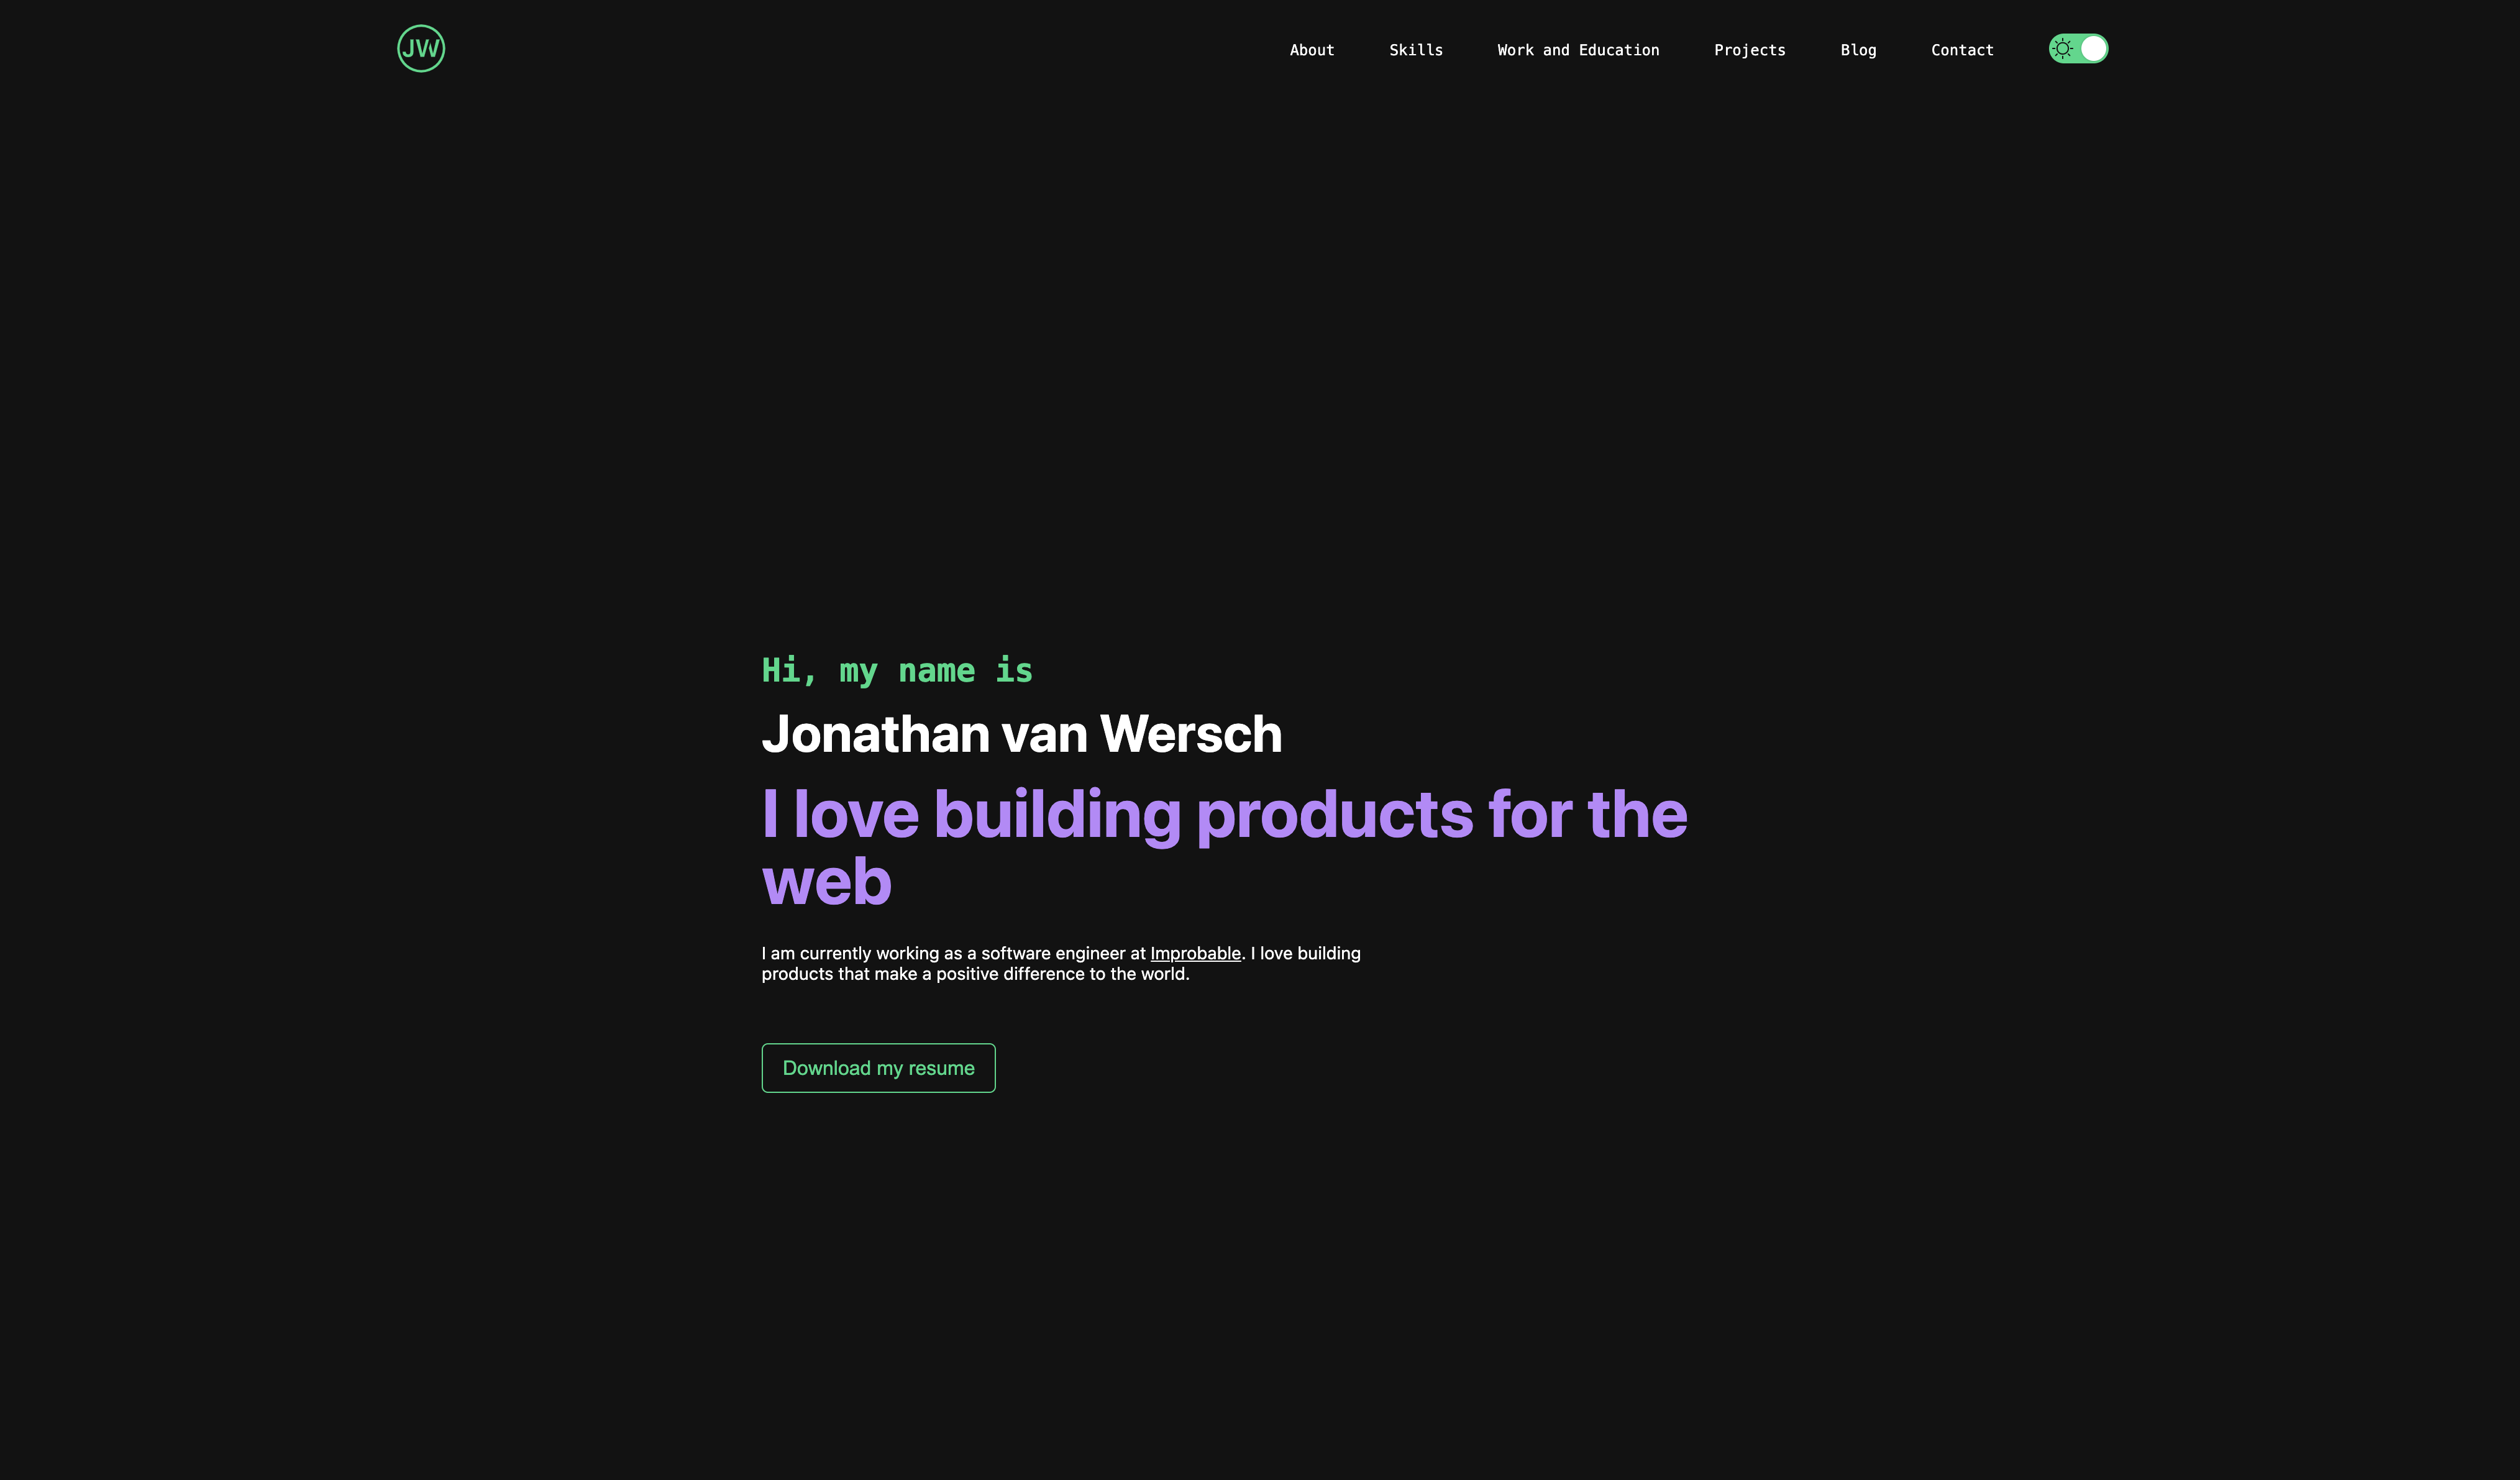 JW
About Skills Work and Education Projects Blog Contact
Hi, my name is
Jonathan van Wersch
I love building products for the
web
I am currently working as a software engineer at Improbable. I love building
products that make a positive difference to the world.
Download my resume